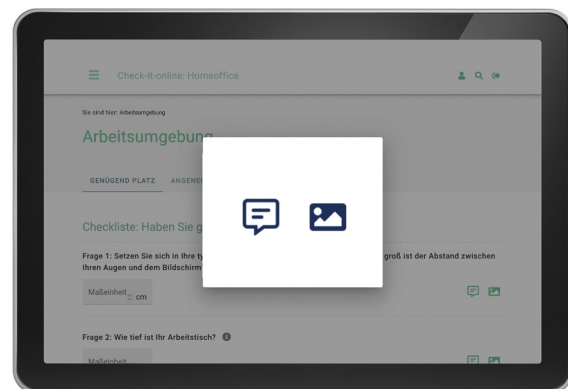 Check-it-online: Homeoffice
Sie sind hier: Arbeitsumgebung
Arbeitsumgebung
GENÜGEND PLATZ
Checkliste: Haben Sie g
Frage 1: Setzen Sie sich in Ihre ty groß ist der Abstand zwischen
Ihren Augen und dem Bildschirm
Maßeinheit cm
Frage 2: Wie tief ist Ihr Arbeitstisch?
Maßeinheit